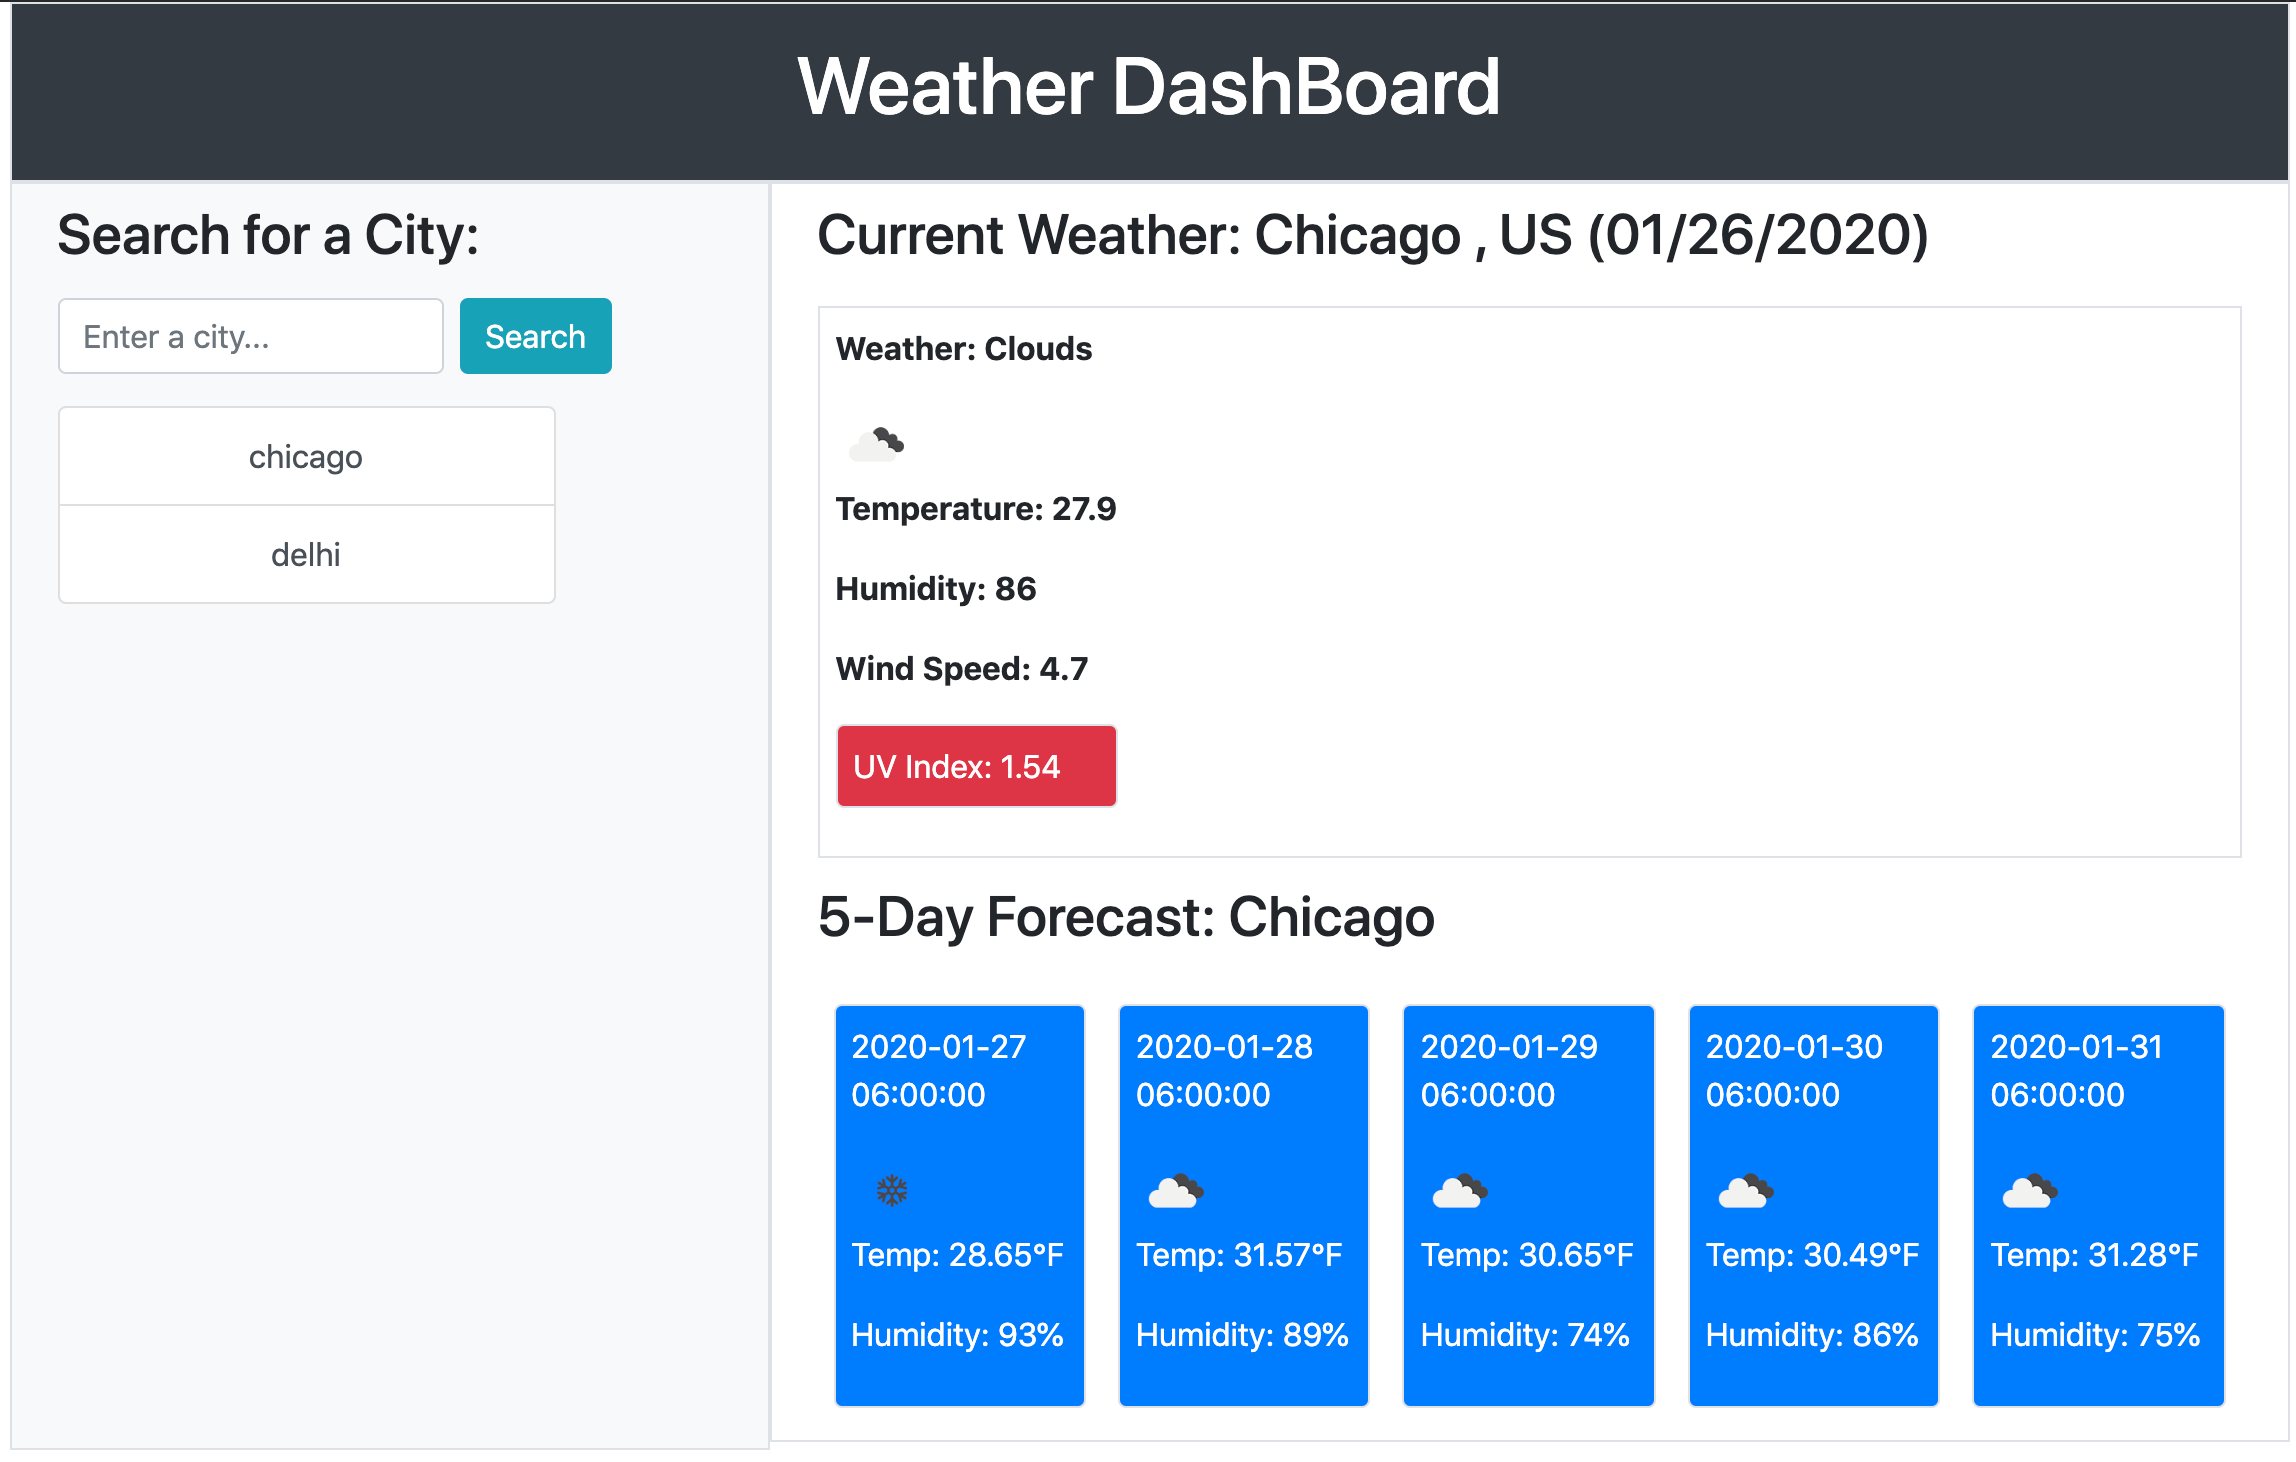 Weather DashBoard
Search for a City:
Enter a city...
Search
chicago
delhi
Current Weather: Chicago , US (01/26/2020)
Weather: Clouds
Temperature: 27.9
Humidity: 86
Wind Speed: 4.7
UV Index: 1.54
5-Day Forecast: Chicago
2020-01-27
06:00:00
Temp: 28.65°F
Humidity: 93%
2020-01-28
06:00:00
Temp: 31.57°F
Humidity: 89%
2020-01-29
06:00:00
Temp: 30.65°F
Humidity: 74%
2020-01-30
06:00:00
Temp: 30.49°F
Humidity: 86%
2020-01-31
06:00:00
Temp: 31.28°F
Humidity: 75%